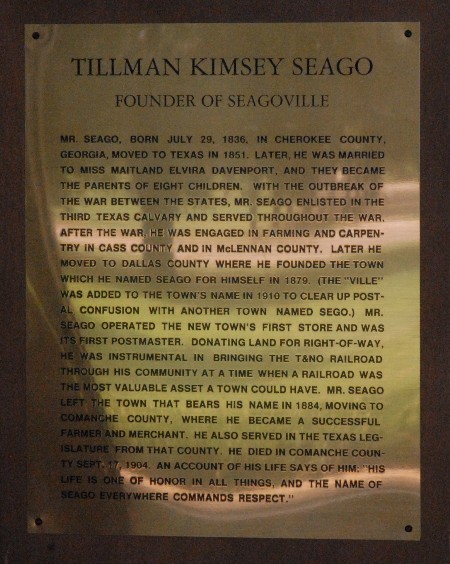 TILLMAN KIMSEY SEAGO
FOUNDER OF SEAGOVILLE
MR. SEAGO, BORN JULY 29, 1836, IN CHEROKEE COUNTY,
GEORGIA, MOVED TO TEXAS IN 1851. LATER, HE WAS MARRIED
TO MISS MAITLAND ELVIRA DAVENPORT, AND THEY BECAME
THE PARENTS OF EIGHT CHILDREN. WITH THE OUTBREAK OF
THE WAR BETWEEN THE STATES, MR. SEAGO ENLISTED IN THE
THIRD TEXAS CALVARY AND SERVED THROUGHOUT THE WAR.
AFTER THE WAR, HE WAS ENGAGED IN FARMING AND CARPEN-
TRY IN CASS COUNTY AND IN McLENNAN COUNTY. LATER HE
MOVED TO DALLAS COUNTY WHERE HE FOUNDED THE TOWN
WHICH HE NAMED SEAGO FOR HIMSELF IN 1879. (THE "VILLE"
WAS ADDED TO THE TOWN'S NAME IN 1910 TO CLEAR UP POST-
AL CONFUSION WITH ANOTHER TOWN NAMED SEGO.) MR.
SEAGO OPERATED THE NEW TOWN'S FIRST STORE AND WAS
ITS FIRST POSTMASTER. DONATING LAND FOR RIGHT-OF-WAY,
HE WAS INSTRUMENTAL IN BRINGING THE T&NO RAILROAD
THROUGH HIS COMMUNITY AT A TIME WHEN A RAILROAD WAS
THE MOST VALUABLE ASSET A TOWN COULD HAVE. MR. SEAGO
LEFT THE TOWN THAT BEARS HIS NAME IN 1884, MOVING TO
COMANCHE COUNTY, WHERE HE BECAME A SUCCESSFUL
FARMER AND MERCHANT. HE ALSO SERVED IN THE TEXAS LEG-
ISLATURE FROM THAT COUNTY. HE DIED IN COMANCHE COUN-
TY SEPT. 17, 1904. AN ACCOUNT OF HIS LIFE SAYS OF HIM: "HIS
LIFE IS ONE OF HONOR IN ALL THINGS, AND THE NAME OF
SEAGO EVERYWHERE COMMANDS RESPECT."